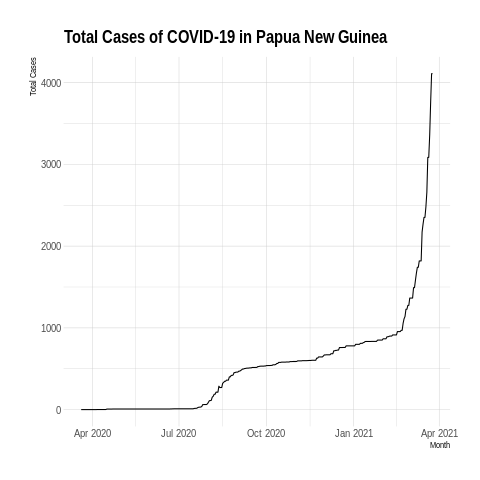 Total Cases of COVID-19 in Papua New Guinea
Total Cases
4000
3000
2000
1000
0
Apr 2020 Jul 2020 Oct 2020 Jan 2021 Apr 2021
Month